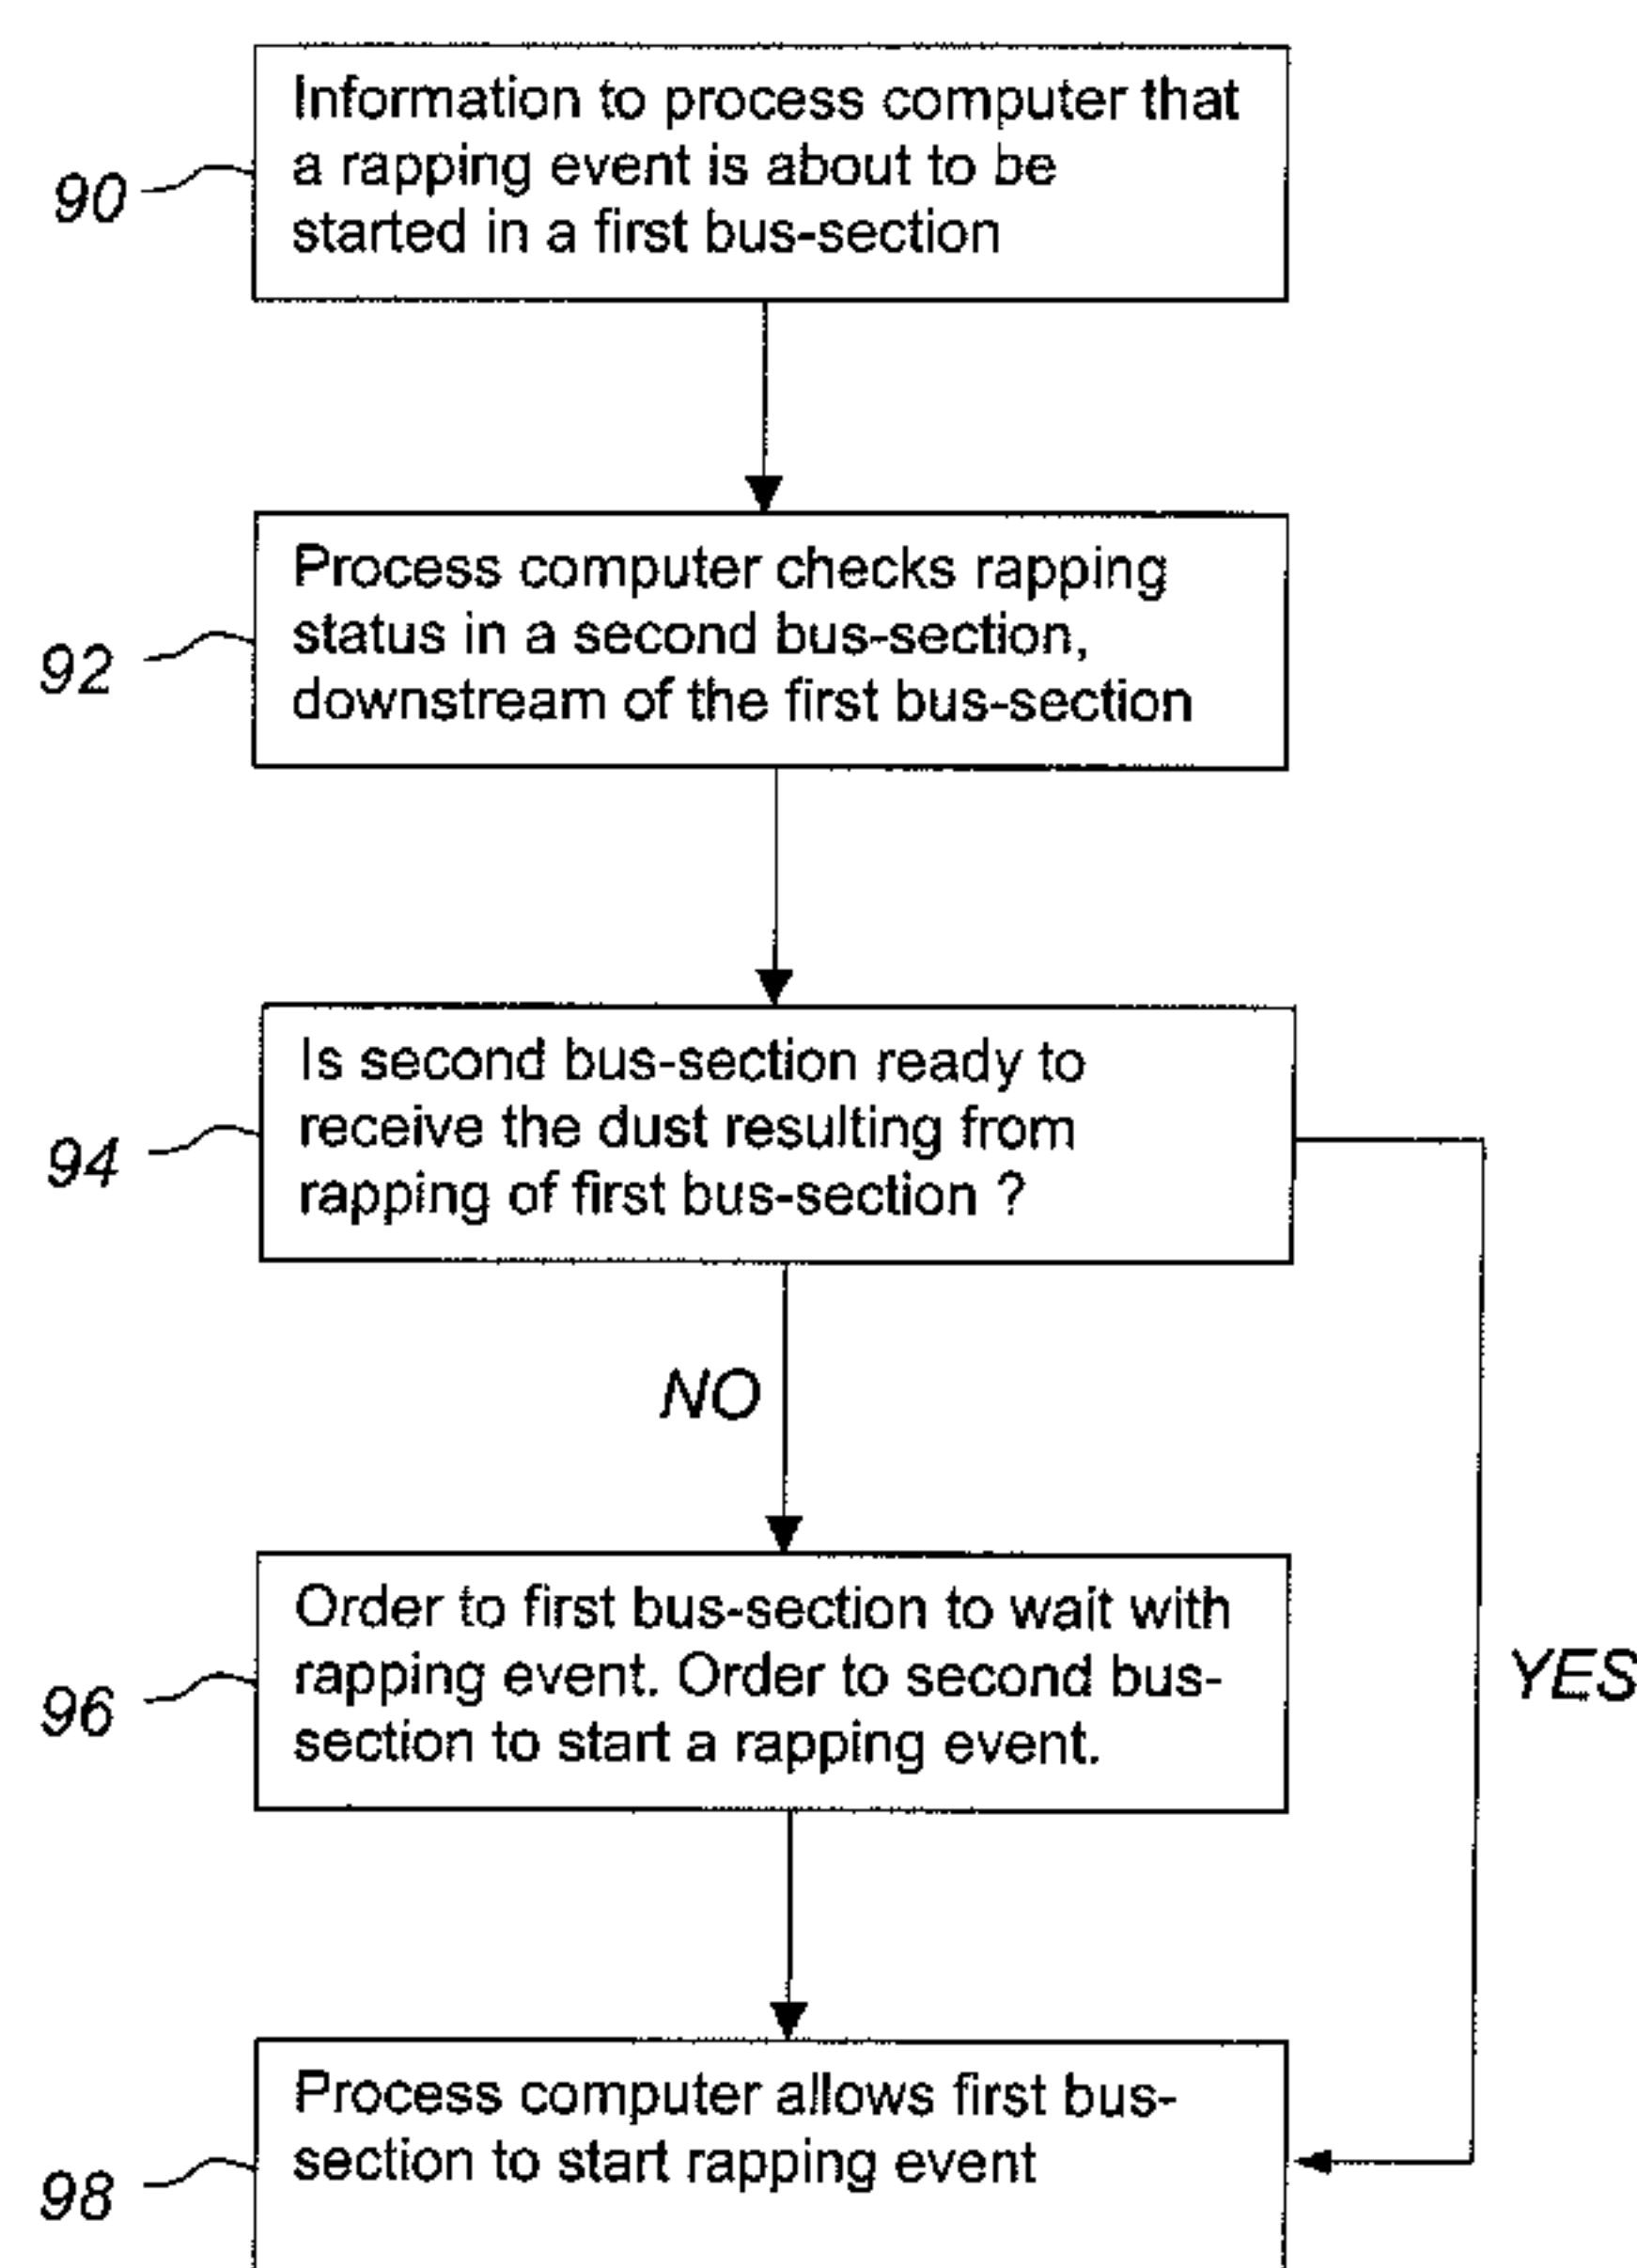 Information to process computer that
a rapping event is about to be
started in a first bus-section
90
Process computer checks rapping
status in a second bus-section,
downstream of the first bus-section
92
Is second bus-section ready to
receive the dust resulting from
rapping of first bus-section ?
94
NO
Order to first bus-section to wait with
rapping event. Order to second bus-
section to start a rapping event.
96
YES
Process computer allows first bus-
section to start rapping event
98